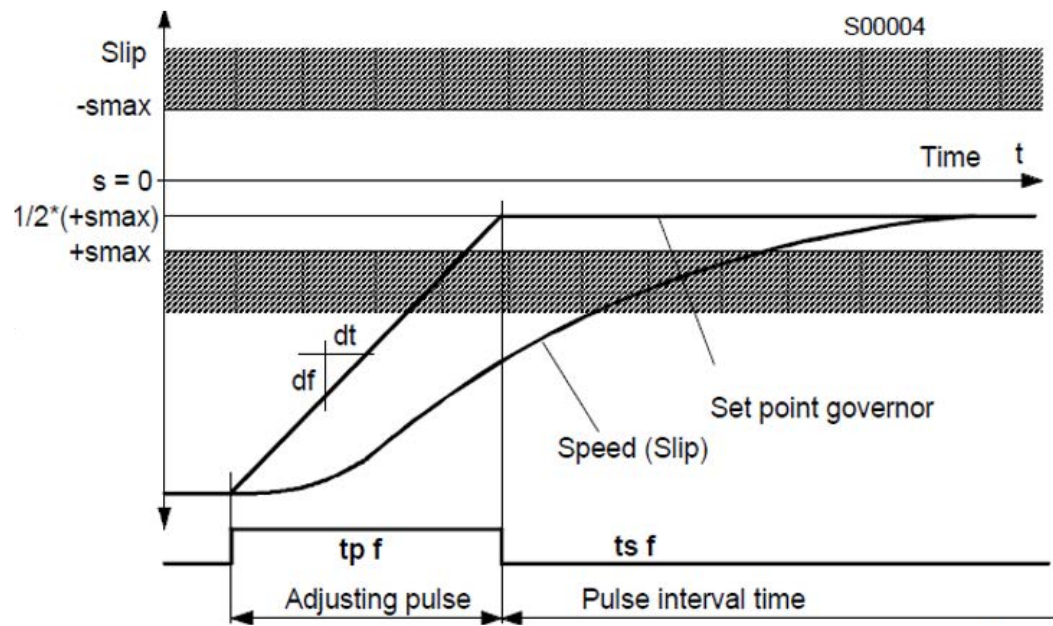 S00004
Slip
-smax
Time t
s = 0
1/2*(+smax)
+smax
dt
df
Set point governor
Speed (Slip)
tp f
ts f
Adjusting pulse
Pulse interval time